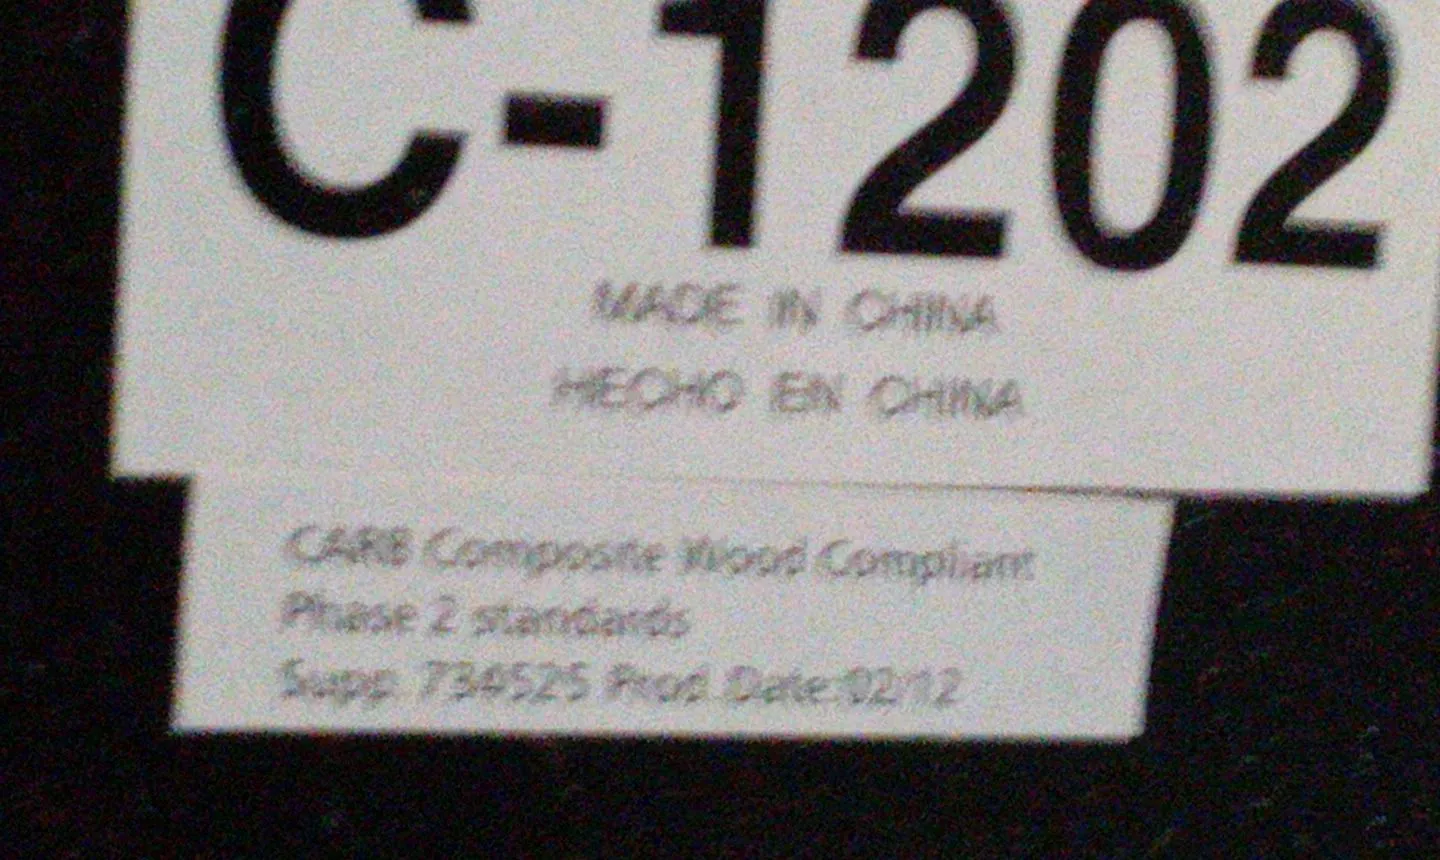 C-1202
MADE IN CHINA
HECHO EN CHINA
CARB Composite Wood Compliant
Phase 2 standards
Supp. 734525 Prod. Date:02/12